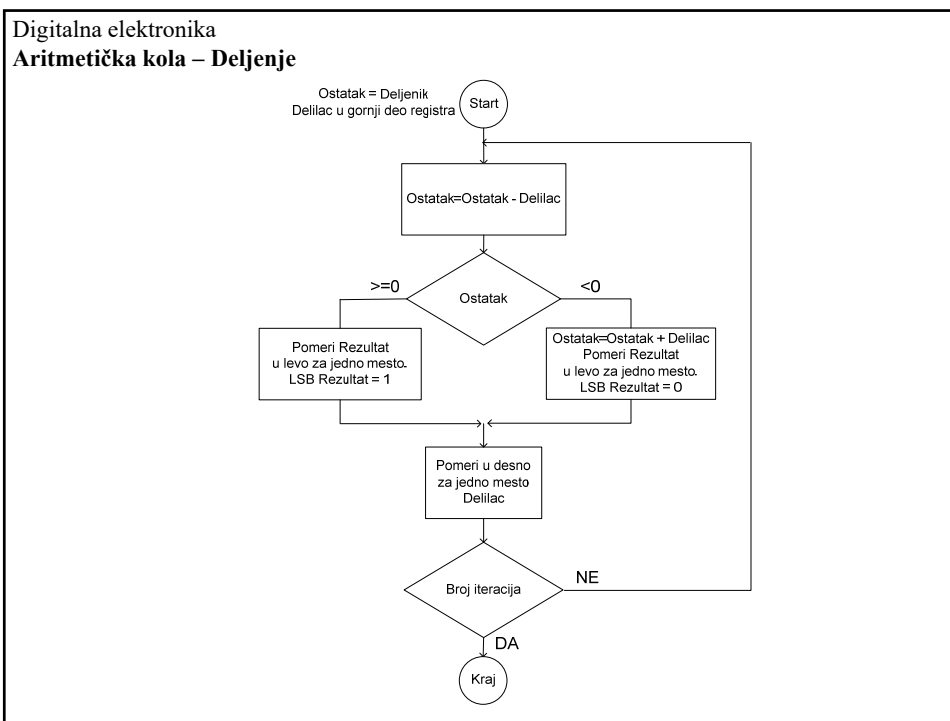 Digitalna elektronika
Aritmetička kola – Deljenje
Ostatak = Deljenik
Delilac u gornji deo registra
Start
Ostatak=Ostatak - Delilac
>=0
Ostatak
<0
Pomeri Rezultat
u levo za jedno mesto.
LSB Rezultat = 1
Ostatak=Ostatak + Delilac
Pomeri Rezultat
u levo za jedno mesto.
LSB Rezultat = 0
Pomeri u desno
za jedno mesto
Delilac
Broj iteracija
NE
DA
Kraj